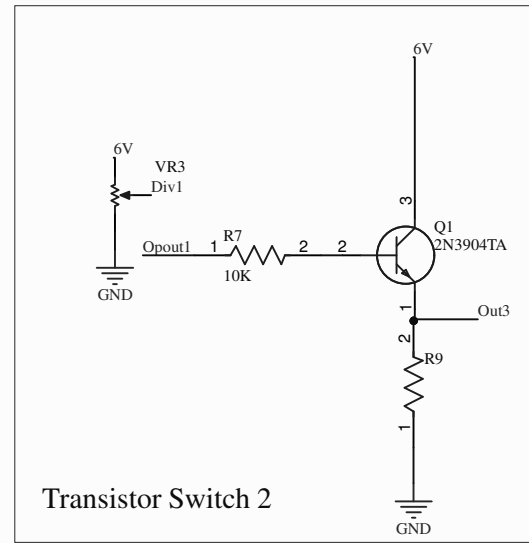 6V
6V
VR3
Div1
3
Q1
2N3904TA
Opout1
1
R7
2
2
10K
GND
1
Out3
2
R9
1
Transistor Switch 2
GND